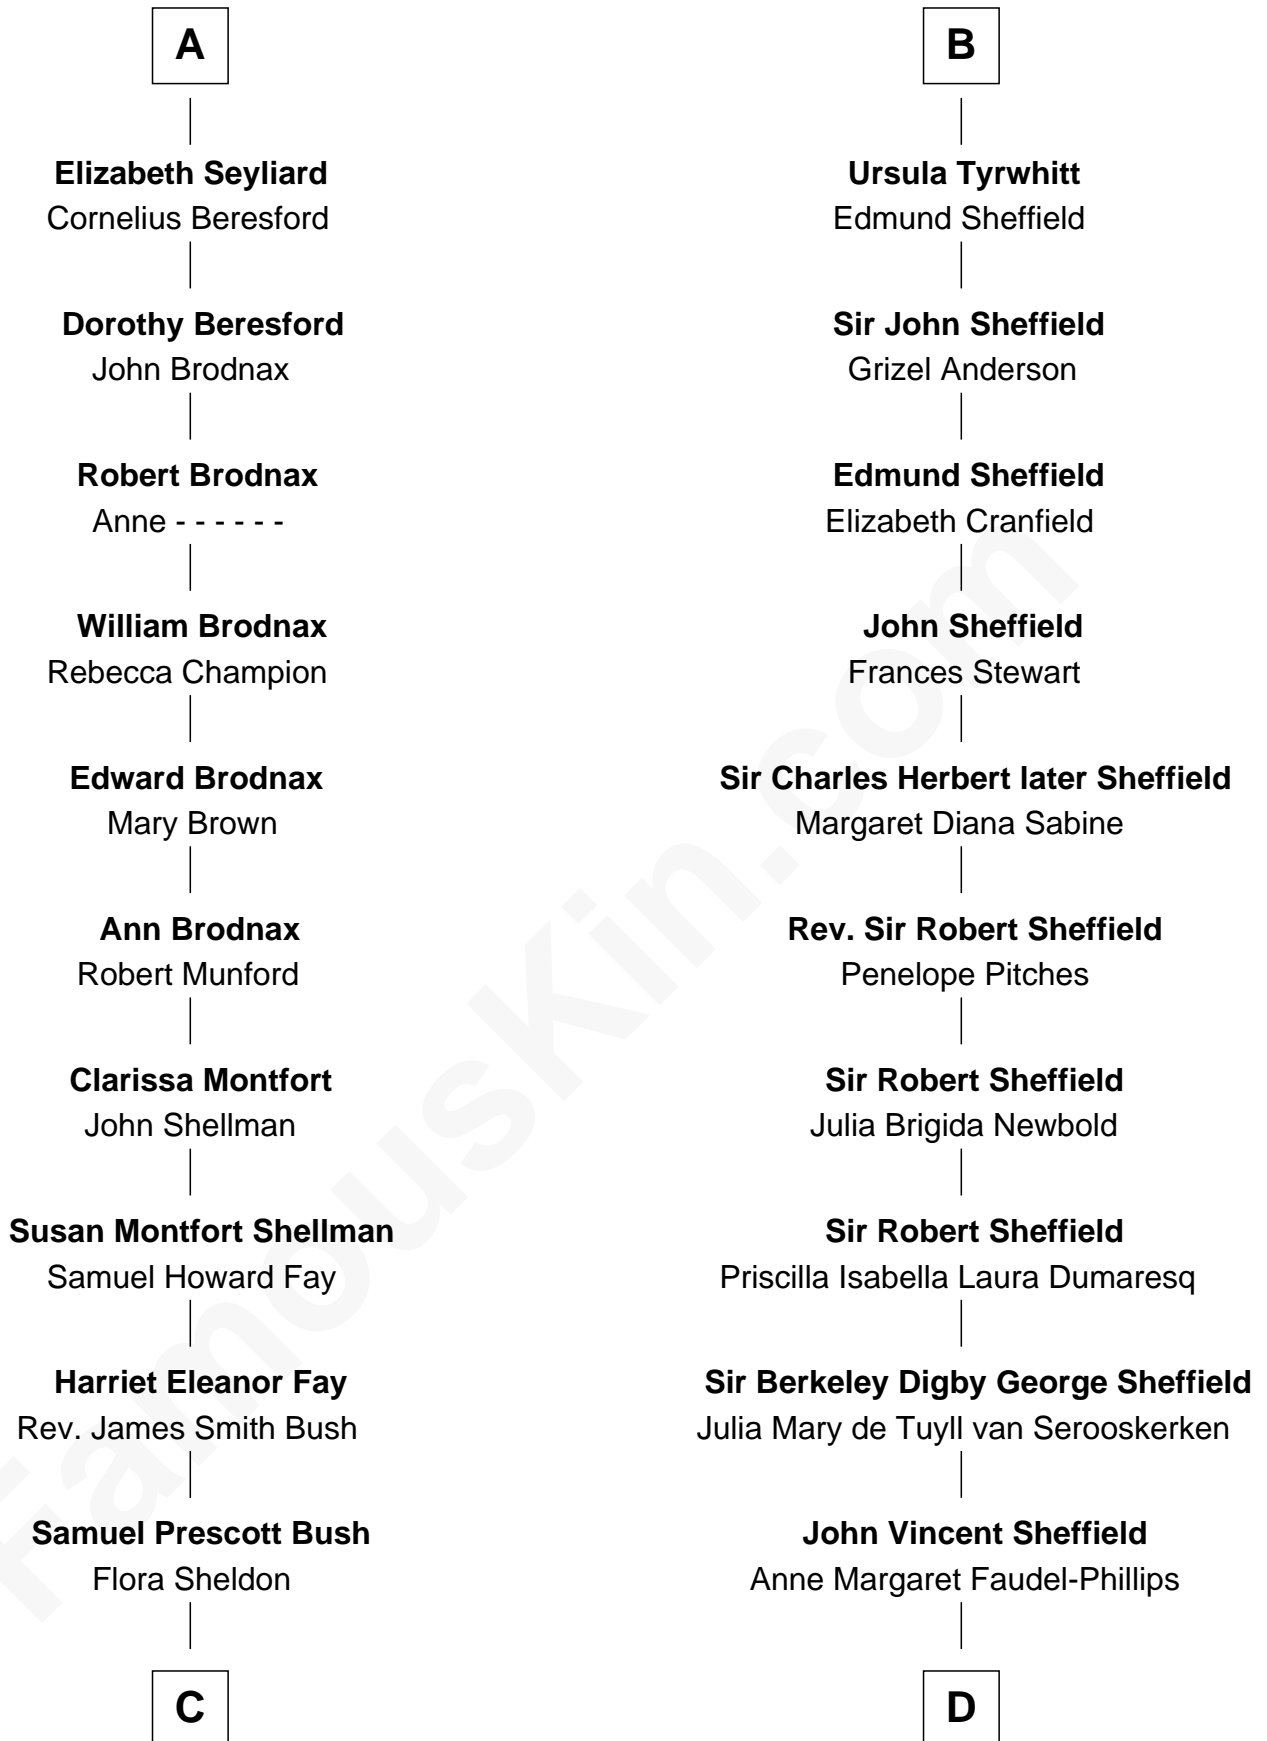 A
Elizabeth Seyliard
Cornelius Beresford
Dorothy Beresford
John Brodnax
Robert Brodnax
Anne - - - - - -
William Brodnax
Rebecca Champion
Edward Brodnax
Mary Brown
Ann Brodnax
Robert Munford
Clarissa Montfort
John Shellman
Susan Montfort Shellman
Samuel Howard Fay
Harriet Eleanor Fay
Rev. James Smith Bush
Samuel Prescott Bush
Flora Sheldon
C
B
Ursula Tyrwhitt
Edmund Sheffield
Sir John Sheffield
Grizel Anderson
Edmund Sheffield
Elizabeth Cranfield
John Sheffield
Frances Stewart
Sir Charles Herbert later Sheffield
Margaret Diana Sabine
Rev. Sir Robert Sheffield
Penelope Pitches
Sir Robert Sheffield
Julia Brigida Newbold
Sir Robert Sheffield
Priscilla Isabella Laura Dumaresq
Sir Berkeley Digby George Sheffield
Julia Mary de Tuyll van Serooskerken
John Vincent Sheffield
Anne Margaret Faudel-Phillips
D
FamousKin.com